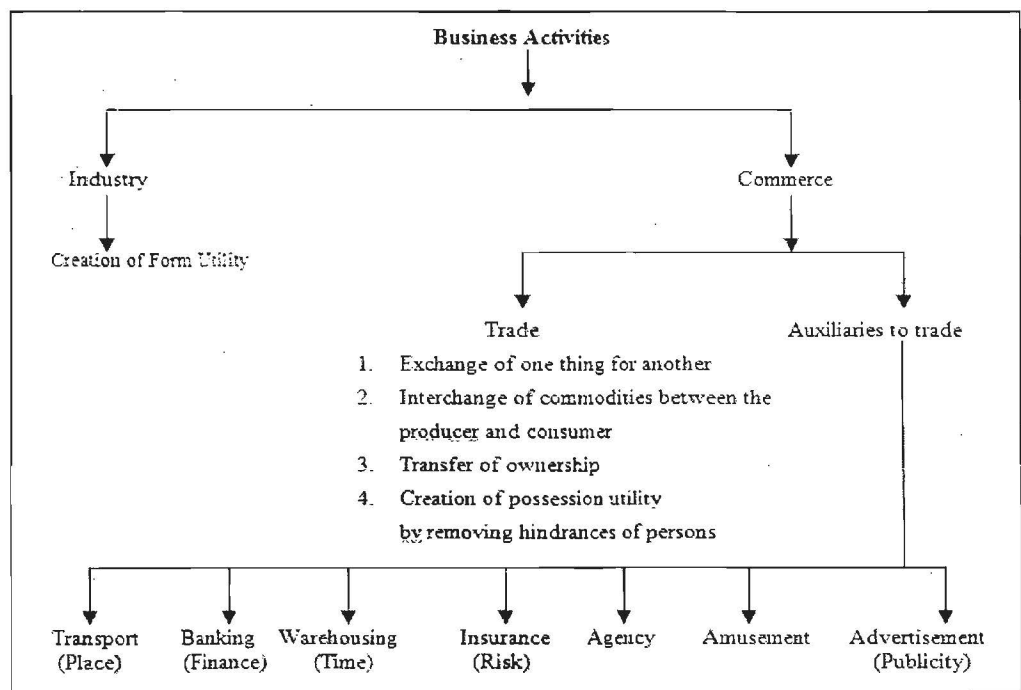 Business Activities
Industry
Commerce
Creation of Form Utility
Trade
Auxiliaries to trade
1. Exchange of one thing for another
2. Interchange of commodities between the
producer and consumer
3. Transfer of ownership
4. Creation of possession utility
by removing hindrances of persons
Transport
(Place)
Banking
(Finance)
Warehousing
(Time)
Insurance
(Risk)
Agency
Amusement
Advertisement
(Publicity)